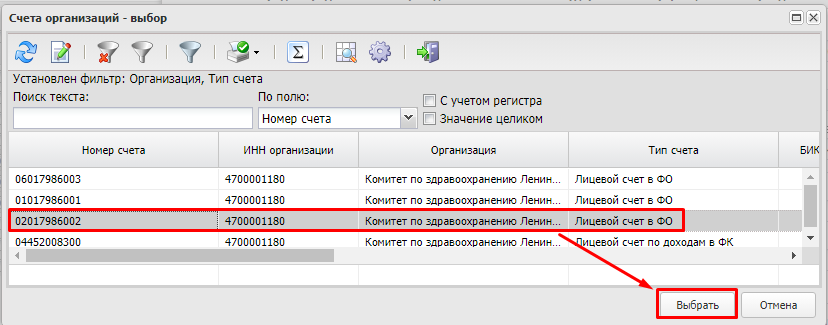 Счета организаций - выбор
Установлен фильтр: Организация, Тип счета
Поиск текста: По полю: С учетом регистра
Номер счета Значение целиком
Номер счета ИНН организации Организация Тип счета БИК
06017986003 4700001180 Комитет по здравоохранению Ленин... Лицевой счет в ФО
01017986001 4700001180 Комитет по здравоохранению Ленин... Лицевой счет в ФО
02017986002 4700001180 Комитет по здравоохранению Ленин... Лицевой счет в ФО
04452008300 4700001180 Комитет по здравоохранению Ленин... Лицевой счет по доходам в ФК
Выбрать Отмена